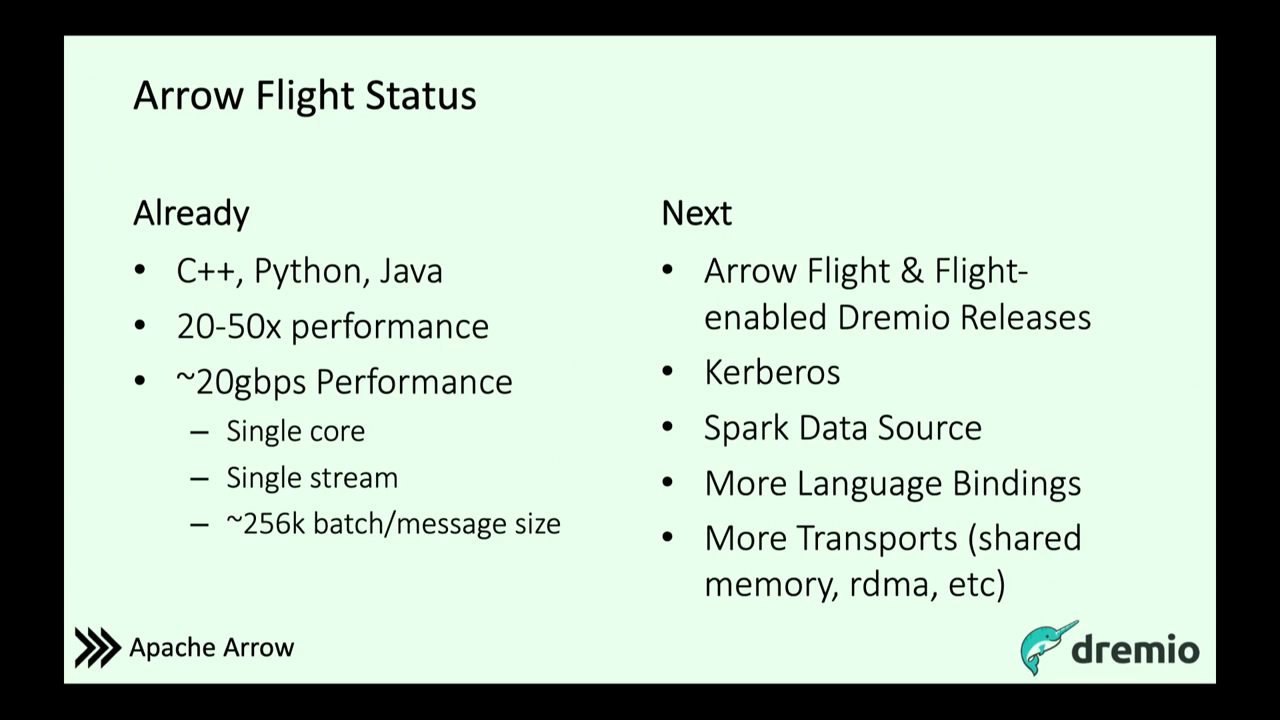 Arrow Flight Status
Already
• C++, Python, Java
• 20-50x performance
• ~20gbps Performance
– Single core
– Single stream
– ~256k batch/message size
Next
• Arrow Flight & Flight-
enabled Dremio Releases
• Kerberos
• Spark Data Source
• More Language Bindings
• More Transports (shared
memory, rdma, etc)
Apache Arrow
dremio